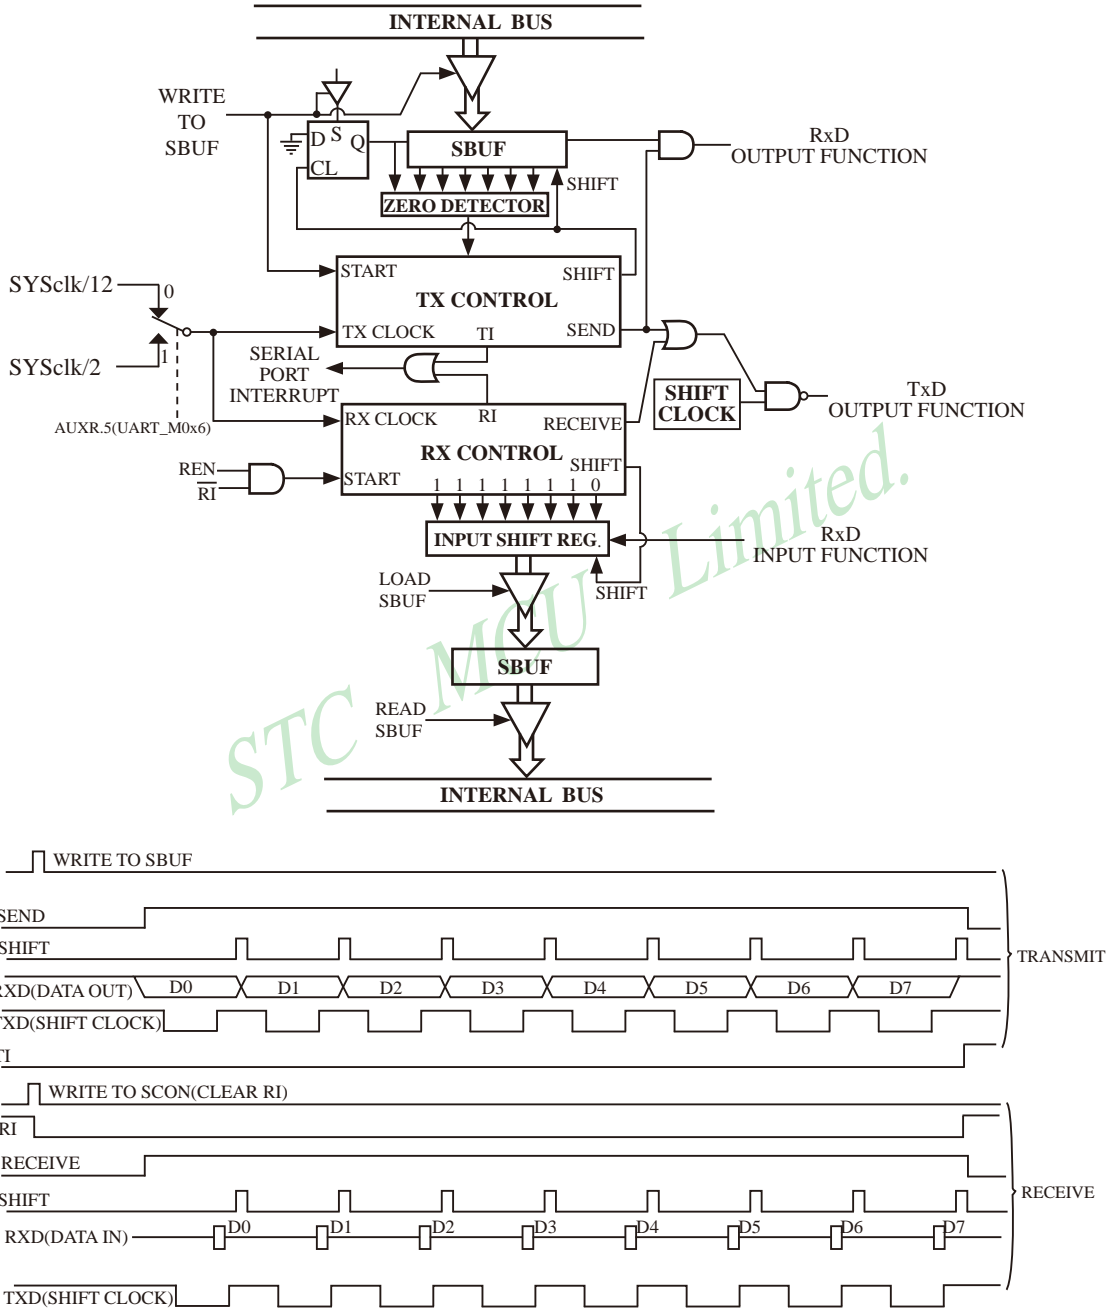 INTERNAL BUS
WRITE
TO
SBUF
D S Q
CL
SBUF
SHIFT
ZERO DETECTOR
RxD
OUTPUT FUNCTION
SYSclk/12
0
1
SYSclk/2
START
SHIFT
TX CONTROL
TX CLOCK
TI
SEND
SERIAL
PORT
INTERRUPT
SHIFT
CLOCK
TxD
OUTPUT FUNCTION
AUXR.5(UART_M0x6)
RX CLOCK
RI
RECEIVE
RX CONTROL
SHIFT
START
REN
RI
1 1 1 1 1 1 1 0
INPUT SHIFT REG.
RxD
INPUT FUNCTION
LOAD
SBUF
SHIFT
SBUF
READ
SBUF
INTERNAL BUS
STC MCU Limited.
WRITE TO SBUF
SEND
SHIFT
RXD(DATA OUT) D0 D1 D2 D3 D4 D5 D6 D7
TXD(SHIFT CLOCK)
TI
TRANSMIT
WRITE TO SCON(CLEAR RI)
RI
RECEIVE
SHIFT
RXD(DATA IN) D0 D1 D2 D3 D4 D5 D6 D7
TXD(SHIFT CLOCK)
RECEIVE